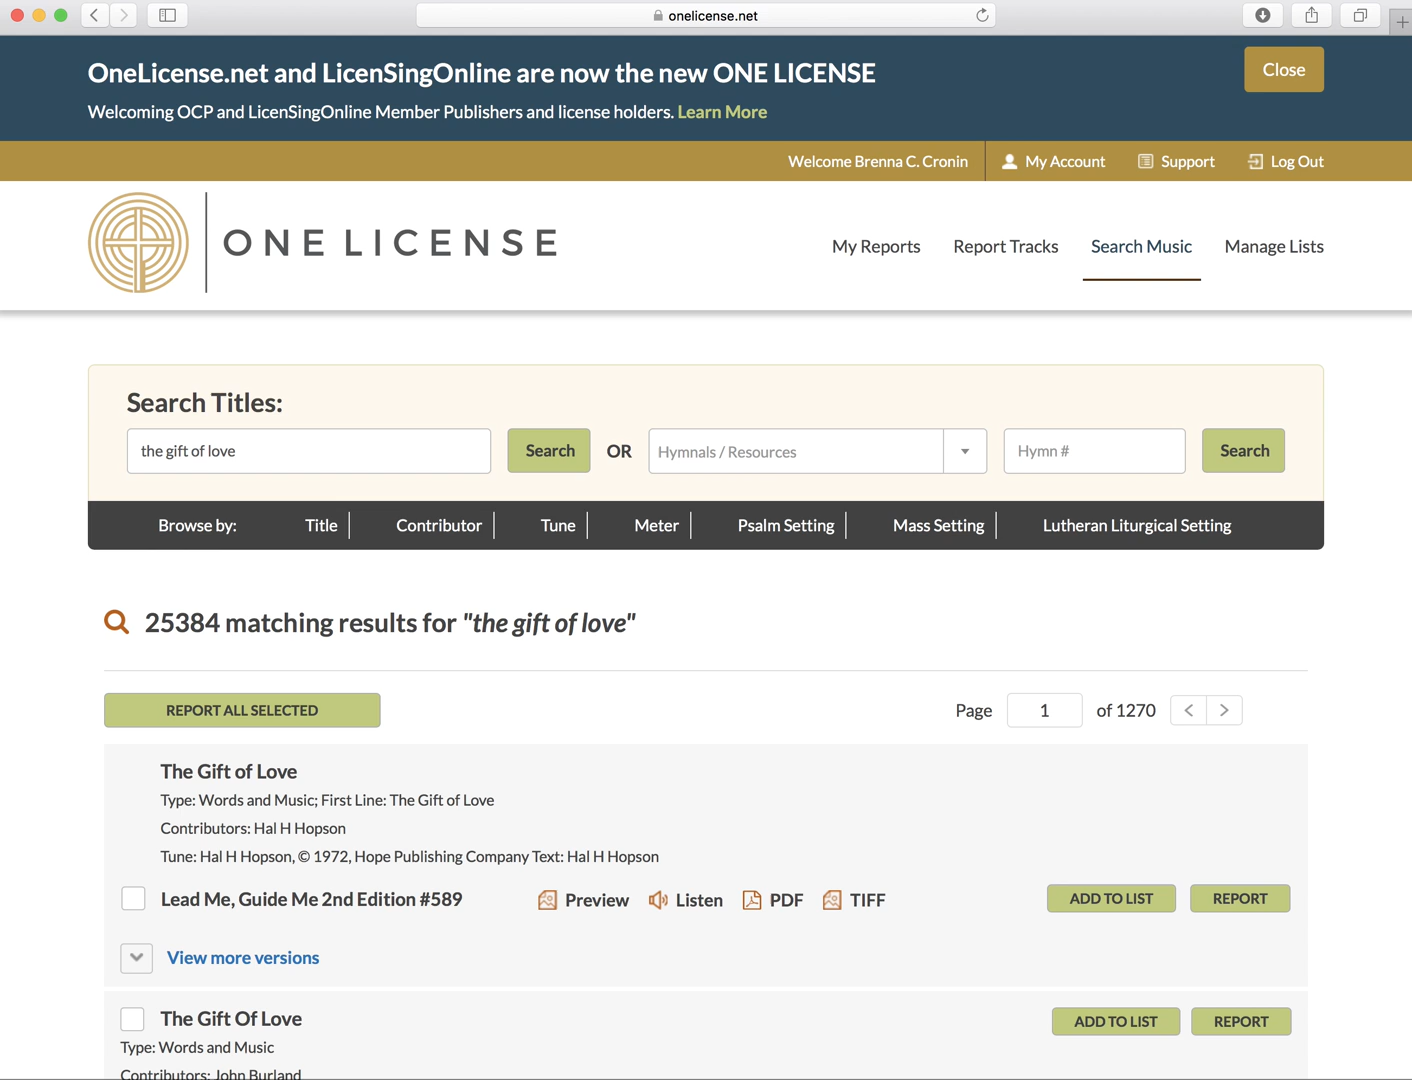 onelicense.net
OneLicense.net and LicenSingOnline are now the new ONE LICENSE
Close
Welcoming OCP and LicenSingOnline Member Publishers and license holders. Learn More
Welcome Brenna C. Cronin
My Account
Support
Log Out
ONE LICENSE
My Reports
Report Tracks
Search Music
Manage Lists
Search Titles:
the gift of love
Search
OR
Hymnals / Resources
Hymn #
Search
Browse by:
Title
Contributor
Tune
Meter
Psalm Setting
Mass Setting
Lutheran Liturgical Setting
25384 matching results for "the gift of love"
REPORT ALL SELECTED
Page 1 of 1270
The Gift of Love
Type: Words and Music; First Line: The Gift of Love
Contributors: Hal H Hopson
Tune: Hal H Hopson, © 1972, Hope Publishing Company Text: Hal H Hopson
Lead Me, Guide Me 2nd Edition #589
Preview
Listen
PDF
TIFF
ADD TO LIST
REPORT
View more versions
The Gift Of Love
ADD TO LIST
REPORT
Type: Words and Music
Contributors: John Burland